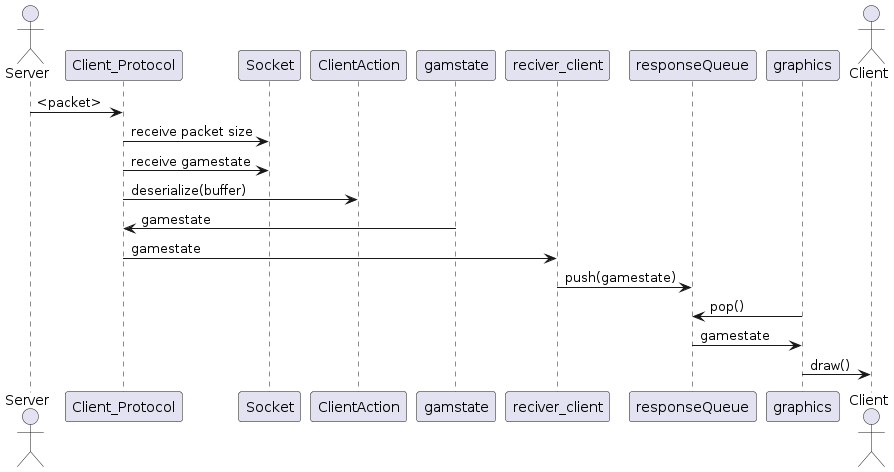 Server
Client_Protocol
Socket
ClientAction
gamstate
reciver_client
responseQueue
graphics
Client
<packet>
receive packet size
receive gamestate
deserialize(buffer)
gamestate
gamestate
push(gamestate)
pop()
gamestate
draw()
Server
Client_Protocol
Socket
ClientAction
gamstate
reciver_client
responseQueue
graphics
Client